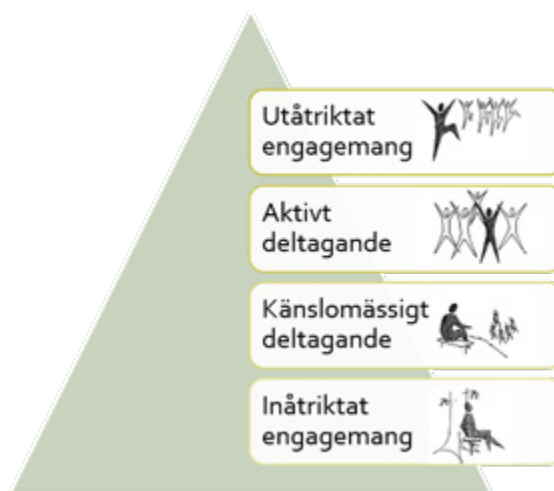 Utåtriktat
engagemang
Aktivt
deltagande
Känslomässigt
deltagande
Inåtriktat
engagemang